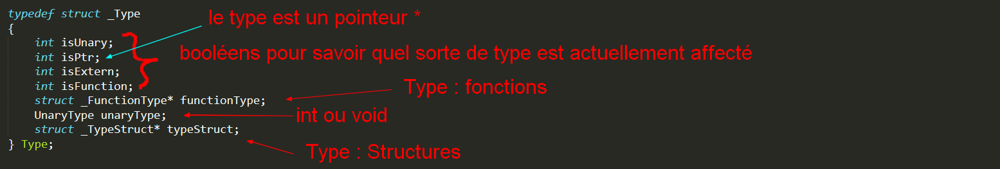 typedef struct _Type
le type est un pointeur *
{
int isUnary;
int isPtr;
booléens pour savoir quel sorte de type est actuellement affecté
int isExtern;
int isFunction;
Type : fonctions
struct _FunctionType* functionType;
UnaryType unaryType;
int ou void
struct _TypeStruct* typeStruct;
} Type;
Type : Structures